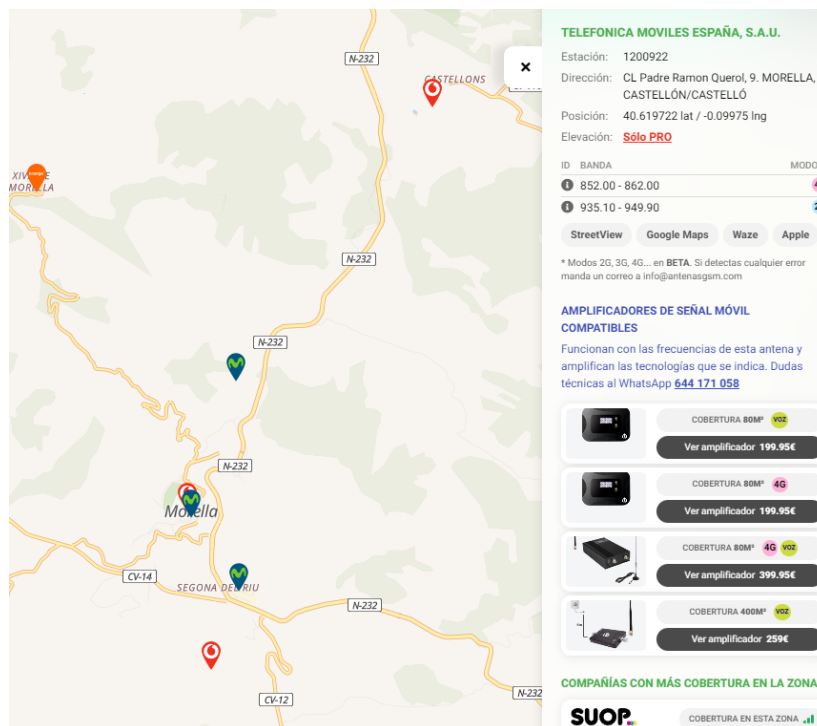 N-232
CASTELLONS
XIV
E
MOR
LLA
N-232
N-232
N-232
Morella
CV-14
SEGONA DEL RIU
N-232
N-232
CV-12
×
TELEFONICA MOVILES ESPAÑA, S.A.U.
Estación: 1200922
Dirección: CL Padre Ramon Querol, 9. MORELLA,
CASTELLÓN/CASTELLÓ
Posición: 40.619722 lat / -0.09975 lng
Elevación: Sólo PRO
ID BANDA MODO
852.00 - 862.00 4
935.10 - 949.90 2
StreetView Google Maps Waze Apple
* Modos 2G, 3G, 4G... en BETA. Si detectas cualquier error
manda un correo a info@antenasgsm.com
AMPLIFICADORES DE SEÑAL MÓVIL
COMPATIBLES
Funcionan con las frecuencias de esta antena y
amplifican las tecnologías que se indica. Dudas
técnicas al WhatsApp 644 171 058
COBERTURA 80M² VOZ
Ver amplificador 199.95€
COBERTURA 80M² 4G
Ver amplificador 199.95€
COBERTURA 80M² 4G VOZ
Ver amplificador 399.95€
COBERTURA 400M² VOZ
Ver amplificador 259€
COMPAÑÍAS CON MÁS COBERTURA EN LA ZONA
SUOP COBERTURA EN ESTA ZONA